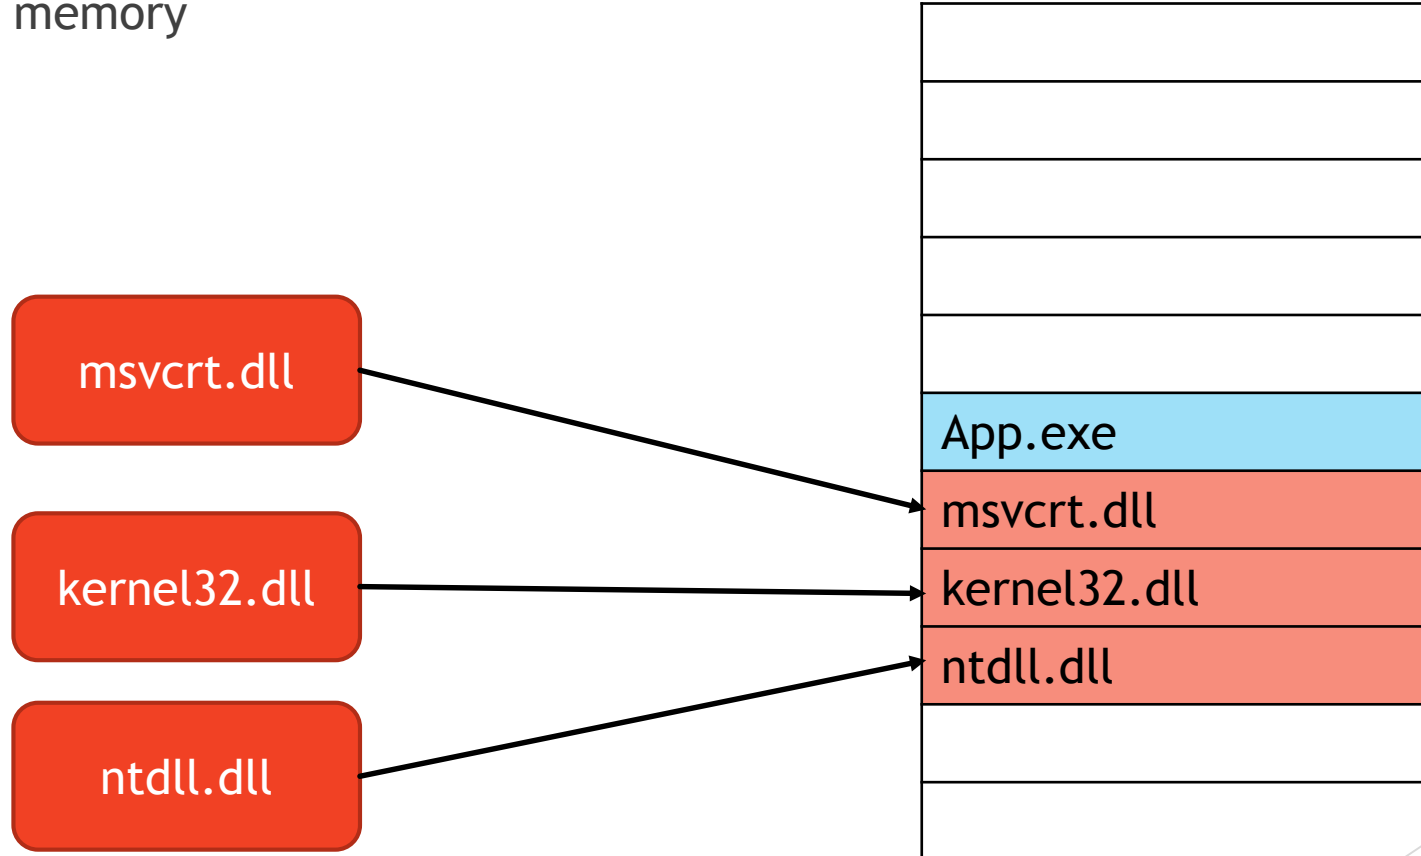 memory
msvcrt.dll
kernel32.dll
ntdll.dll
App.exe
msvcrt.dll
kernel32.dll
ntdll.dll